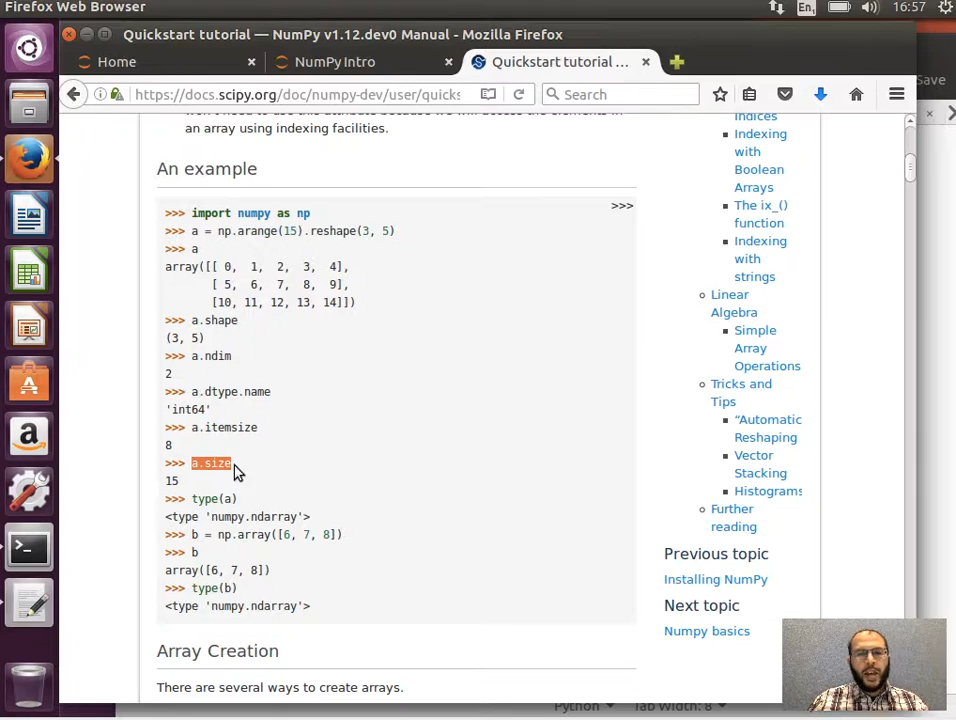 Firefox Web Browser
En
16:57
Quickstart tutorial — NumPy v1.12.dev0 Manual - Mozilla Firefox
Home
NumPy Intro
Quickstart tutorial ...
https://docs.scipy.org/doc/numpy-dev/user/quicks
Search
Save
an array using indexing facilities.
An example
>>>
>>> import numpy as np
>>> a = np.arange(15).reshape(3, 5)
>>> a
array([[ 0, 1, 2, 3, 4],
[ 5, 6, 7, 8, 9],
[10, 11, 12, 13, 14]])
>>> a.shape
(3, 5)
>>> a.ndim
2
>>> a.dtype.name
'int64'
>>> a.itemsize
8
>>> a.size
15
>>> type(a)
<type 'numpy.ndarray'>
>>> b = np.array([6, 7, 8])
>>> b
array([6, 7, 8])
>>> type(b)
<type 'numpy.ndarray'>
Array Creation
There are several ways to create arrays.
Indices
Indexing
with
Boolean
Arrays
The ix_()
function
Indexing
with
strings
Linear
Algebra
Simple
Array
Operations
Tricks and
Tips
“Automatic
Reshaping
Vector
Stacking
Histograms
Further
reading
Previous topic
Installing NumPy
Next topic
Numpy basics
Python
Tab Width: 8